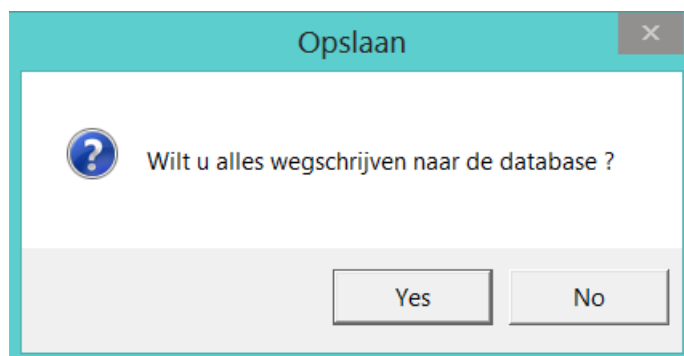 Opslaan
Wilt u alles wegschrijven naar de database ?
Yes
No